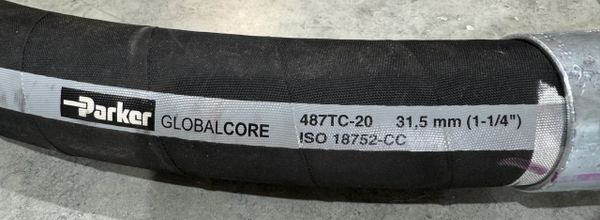 Parker GLOBALCORE 487TC-20 31,5 mm (1-1/4")
ISO 18752-CC